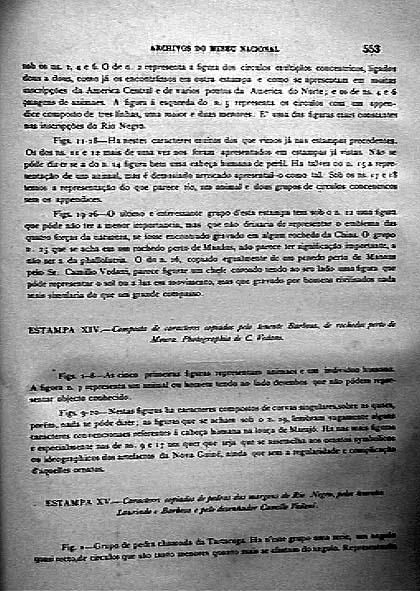 ARCHIVOS DO MUSEU NACIONAL 553
sob os ns. 1, 4 e 6. O de n. 2 representa a figura dos circulos multiplos concentricos, ligados
dous a dous, como já os encontrámos em outra estampa e como se apresentam em muitas
inscripções da America Central e de varios pontos da America do Norte; e os de ns. 4 e 6
imagens de animaes. A figura á esquerda do n. 5 representa os circulos com um appen-
dice composto de tres linhas, uma maior e duas menores. E' uma das figuras mais constantes
nas inscripções do Rio Negro.
Figs. 11-18—Ha nestes caracteres muitos dos que vimos já nas estampas precedentes.
Os dos ns. 11 e 12 mais de uma vez nos foram apresentados em estampas já vistas. Não se
póde dizer se a do n. 14 figura bem uma cabeça humana de perfil. Ha talvez no n. 15 a repre-
sentação de um animal, mas é demasiado arriscado apresental-o como tal. Sob os ns. 17 e 18
temos a representação do que parece rio, um animal e dous grupos de circulos concentricos
sem os appendices.
Figs. 19-26—O ultimo e interessante grupo d'esta estampa tem sob o n. 22 uma figura
que póde não ter a menor importancia, mas que não deixaria de representar o emblema das
quatro forças da natureza, se fosse encontrado gravado em algum rochedo da China. O grupo
n. 23 que se acha em um rochedo perto de Manáos, não parece ter significação importante, a
não ser a da phallolatria. O do n. 26, copiado egualmente de um penedo perto de Manáos
pelo Sr. Camillo Vedani, parece figurar um chefe coroado tendo ao seu lado uma figura que
póde representar o sol ou a lua em movimento, mas que gravado por homens civilisados nada
mais simularia do que um grande compasso.
ESTAMPA XIV.—Composta de caracteres copiados pelo tenente Barbosa, de rochedos perto de
Moura. Photographia de C. Vedani.
Figs. 1-8—As cinco primeiras figuras representam animaes e um individuo humano.
A figura n. 7 representa um animal ou homem tendo ao lado desenhos que não podem repre-
sentar objecto conhecido.
Figs. 9-20—Nestas figuras ha caracteres compostos de curvas singulares, sobre as quaes,
porém, nada se póde dizer; as figuras que se acham sob o n. 19, lembram vagamente alguns
caracteres convencionaes referentes á cabeça humana na louça de Marajó. Ha nas mais figuras
e especialmente nas de ns. 9 e 17 um quer que seja que se assemelha aos ornatos symbolicos
ou ideographicos dos artefactos da Nova Guiné, ainda que sem a regularidade e complicação
d'aquelles ornatos.
ESTAMPA XV.—Caracteres copiados de pedras das margens do Rio Negro, pelos tenentes
Laurindo e Barbosa e pelo desenhador Camillo Vedani.
Fig. 1—Grupo de pedra chamada da Tartaruga. Ha n'este grupo uma serie, em angulo
quasi recto, de circulos que são tanto menores quanto mais se afastam do angulo. Representando